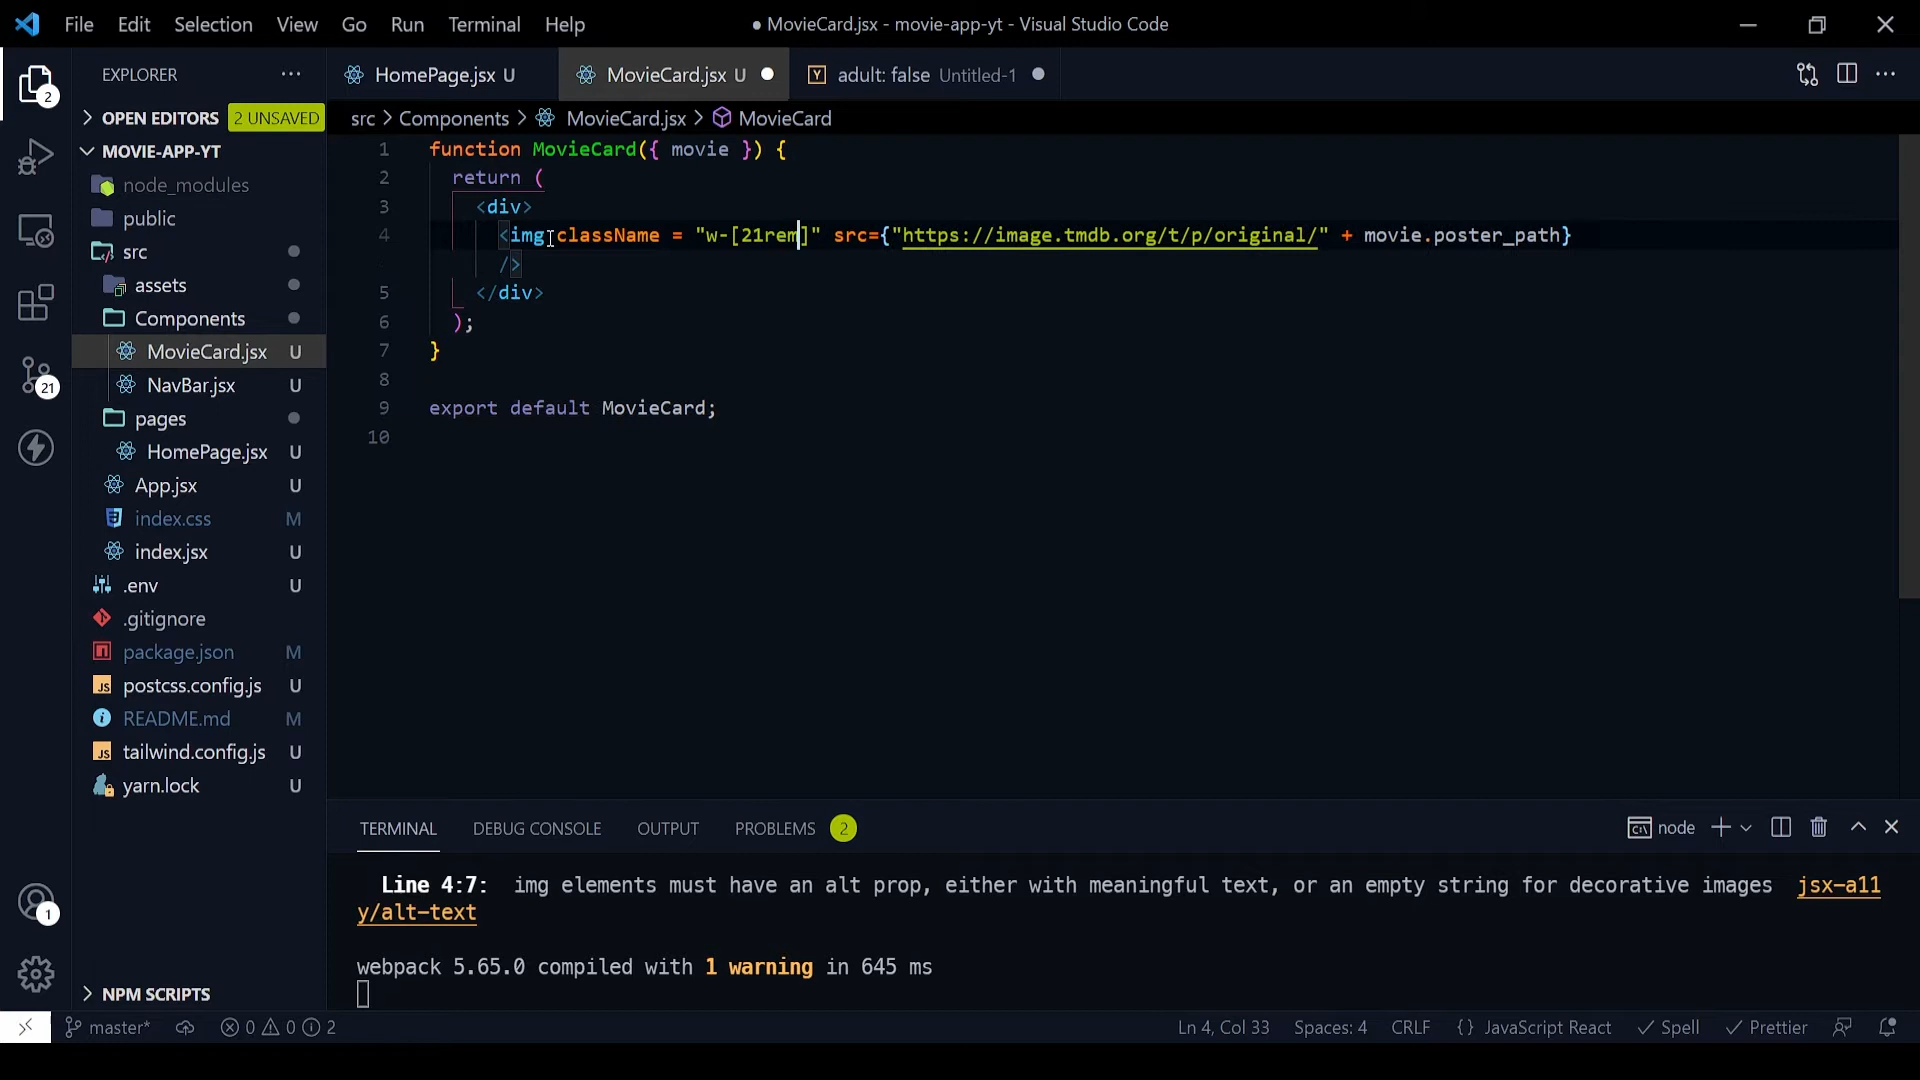 File Edit Selection View Go Run Terminal Help
● MovieCard.jsx - movie-app-yt - Visual Studio Code
EXPLORER
OPEN EDITORS 2 UNSAVED
MOVIE-APP-YT
node_modules
public
src
assets
Components
MovieCard.jsx U
NavBar.jsx U
pages
HomePage.jsx U
App.jsx U
index.css M
index.jsx U
.env U
.gitignore
package.json M
postcss.config.js U
README.md M
tailwind.config.js U
yarn.lock U
NPM SCRIPTS
2
21
1
HomePage.jsx U
MovieCard.jsx U
adult: false Untitled-1
src > Components > MovieCard.jsx > MovieCard
1 function MovieCard({ movie }) {
2 return (
3 <div>
4 <img className = "w-[21rem]" src={"https://image.tmdb.org/t/p/original/" + movie.poster_path}
/>
5 </div>
6 );
7 }
8
9 export default MovieCard;
10
TERMINAL DEBUG CONSOLE OUTPUT PROBLEMS 2
node
Line 4:7: img elements must have an alt prop, either with meaningful text, or an empty string for decorative images jsx-a11
y/alt-text
webpack 5.65.0 compiled with 1 warning in 645 ms
master* 0 0 2
Ln 4, Col 33 Spaces: 4 CRLF {} JavaScript React Spell Prettier